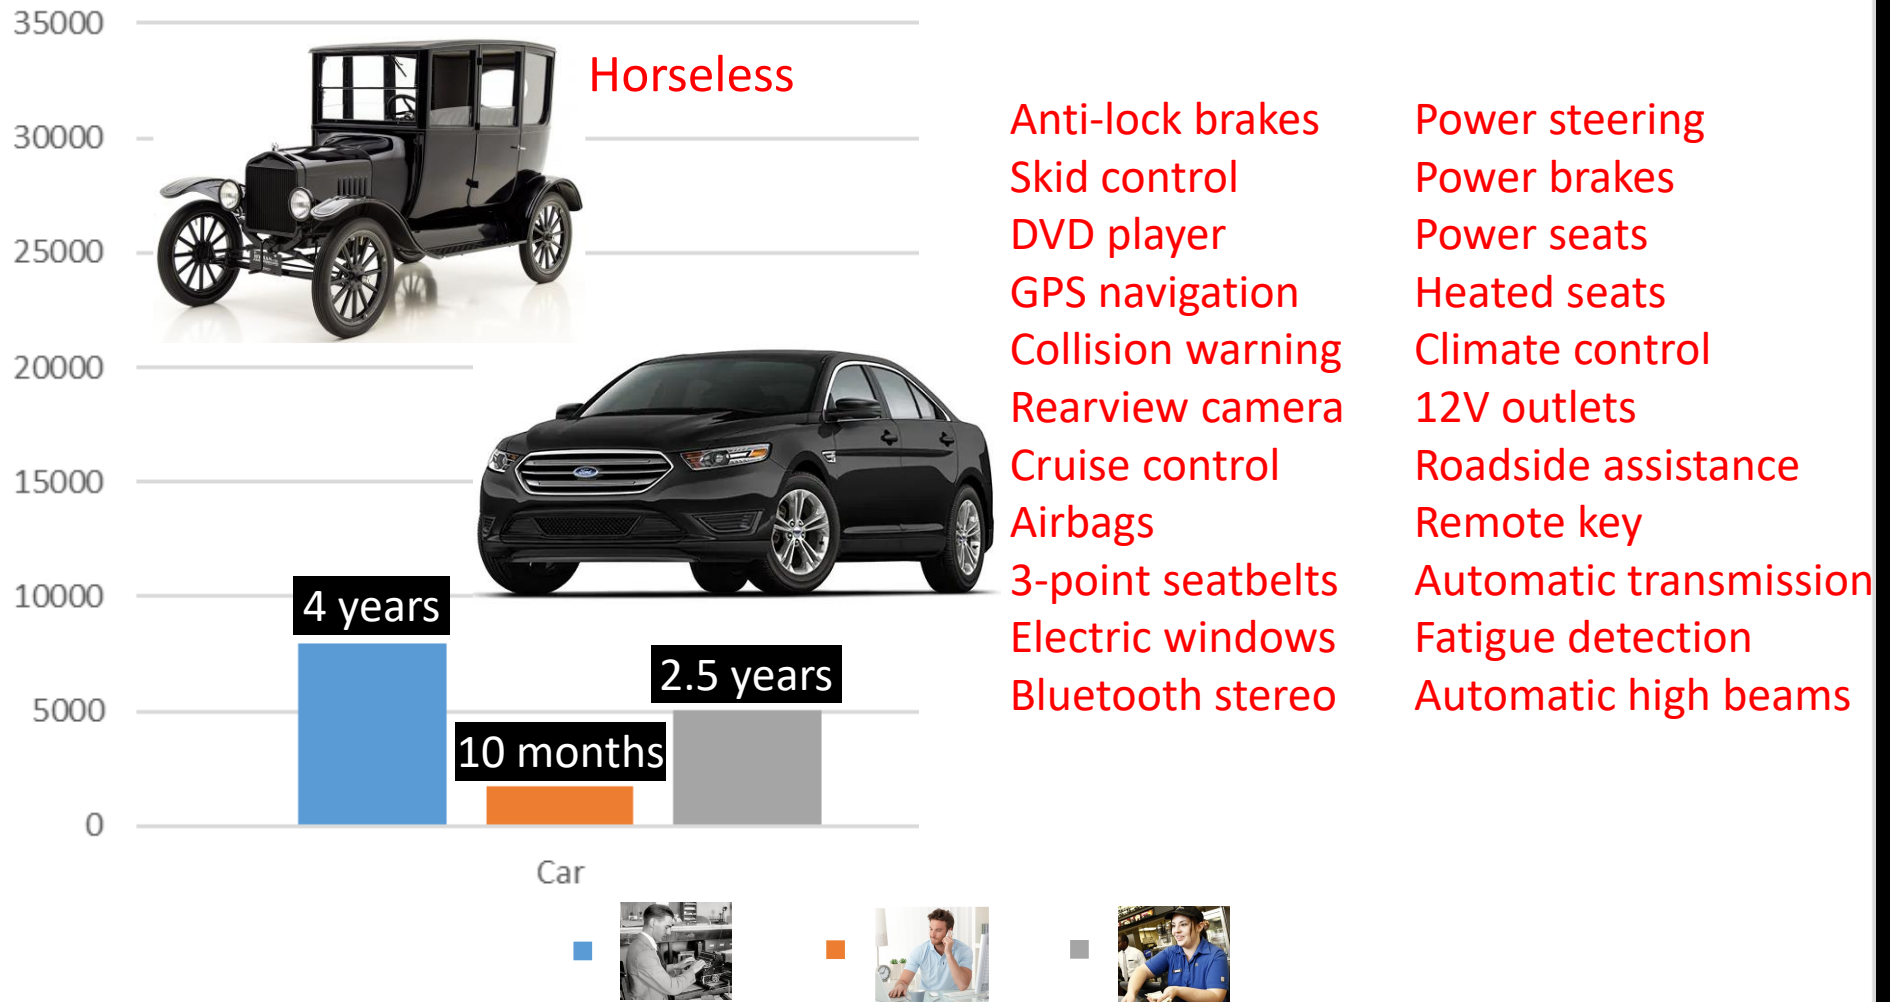 35000
30000
25000
20000
15000
10000
5000
0
Horseless
4 years
10 months
2.5 years
Car
Ford
Anti-lock brakes
Skid control
DVD player
GPS navigation
Collision warning
Rearview camera
Cruise control
Airbags
3-point seatbelts
Electric windows
Bluetooth stereo
Power steering
Power brakes
Power seats
Heated seats
Climate control
12V outlets
Roadside assistance
Remote key
Automatic transmission
Fatigue detection
Automatic high beams